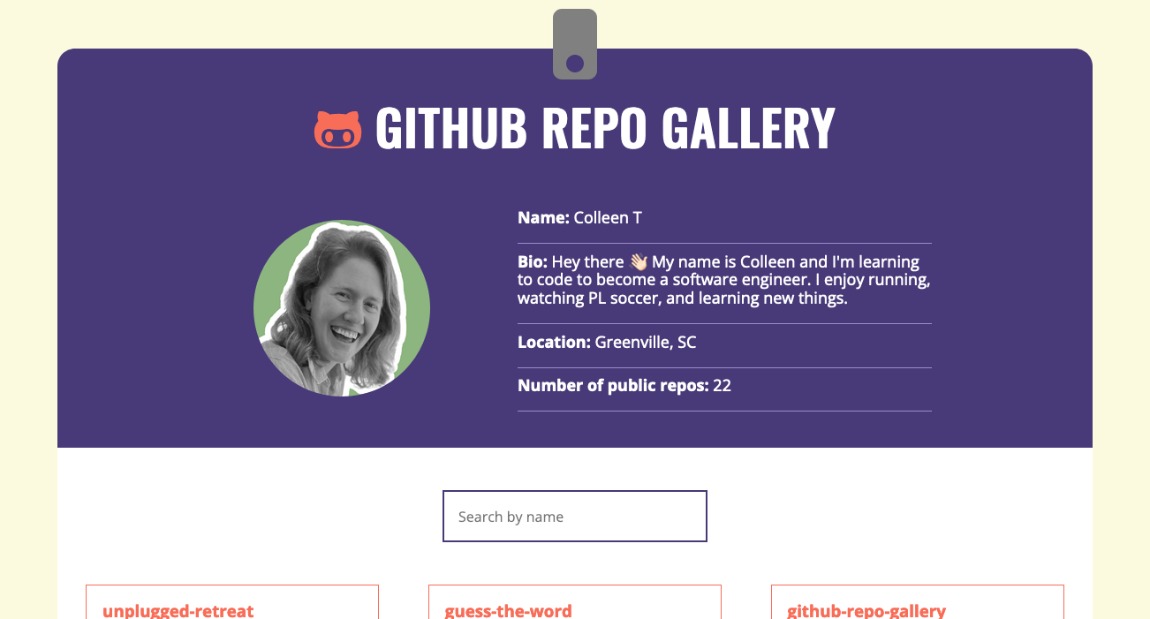 GITHUB REPO GALLERY
Name: Colleen T
Bio: Hey there 👋🏻 My name is Colleen and I'm learning
to code to become a software engineer. I enjoy running,
watching PL soccer, and learning new things.
Location: Greenville, SC
Number of public repos: 22
Search by name
unplugged-retreat
guess-the-word
github-repo-gallery